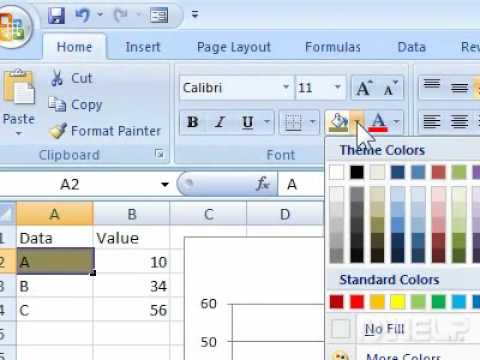 Home Insert Page Layout Formulas Data Rev
Cut
Copy
Format Painter
Paste
Clipboard
Calibri 11 A A
B I U A
Font
Theme Colors
A2 fx A
A B C D
1 Data Value
2 A 10
3 B 34
4 C 56
5
60
50
Standard Colors
No Fill
More Colors